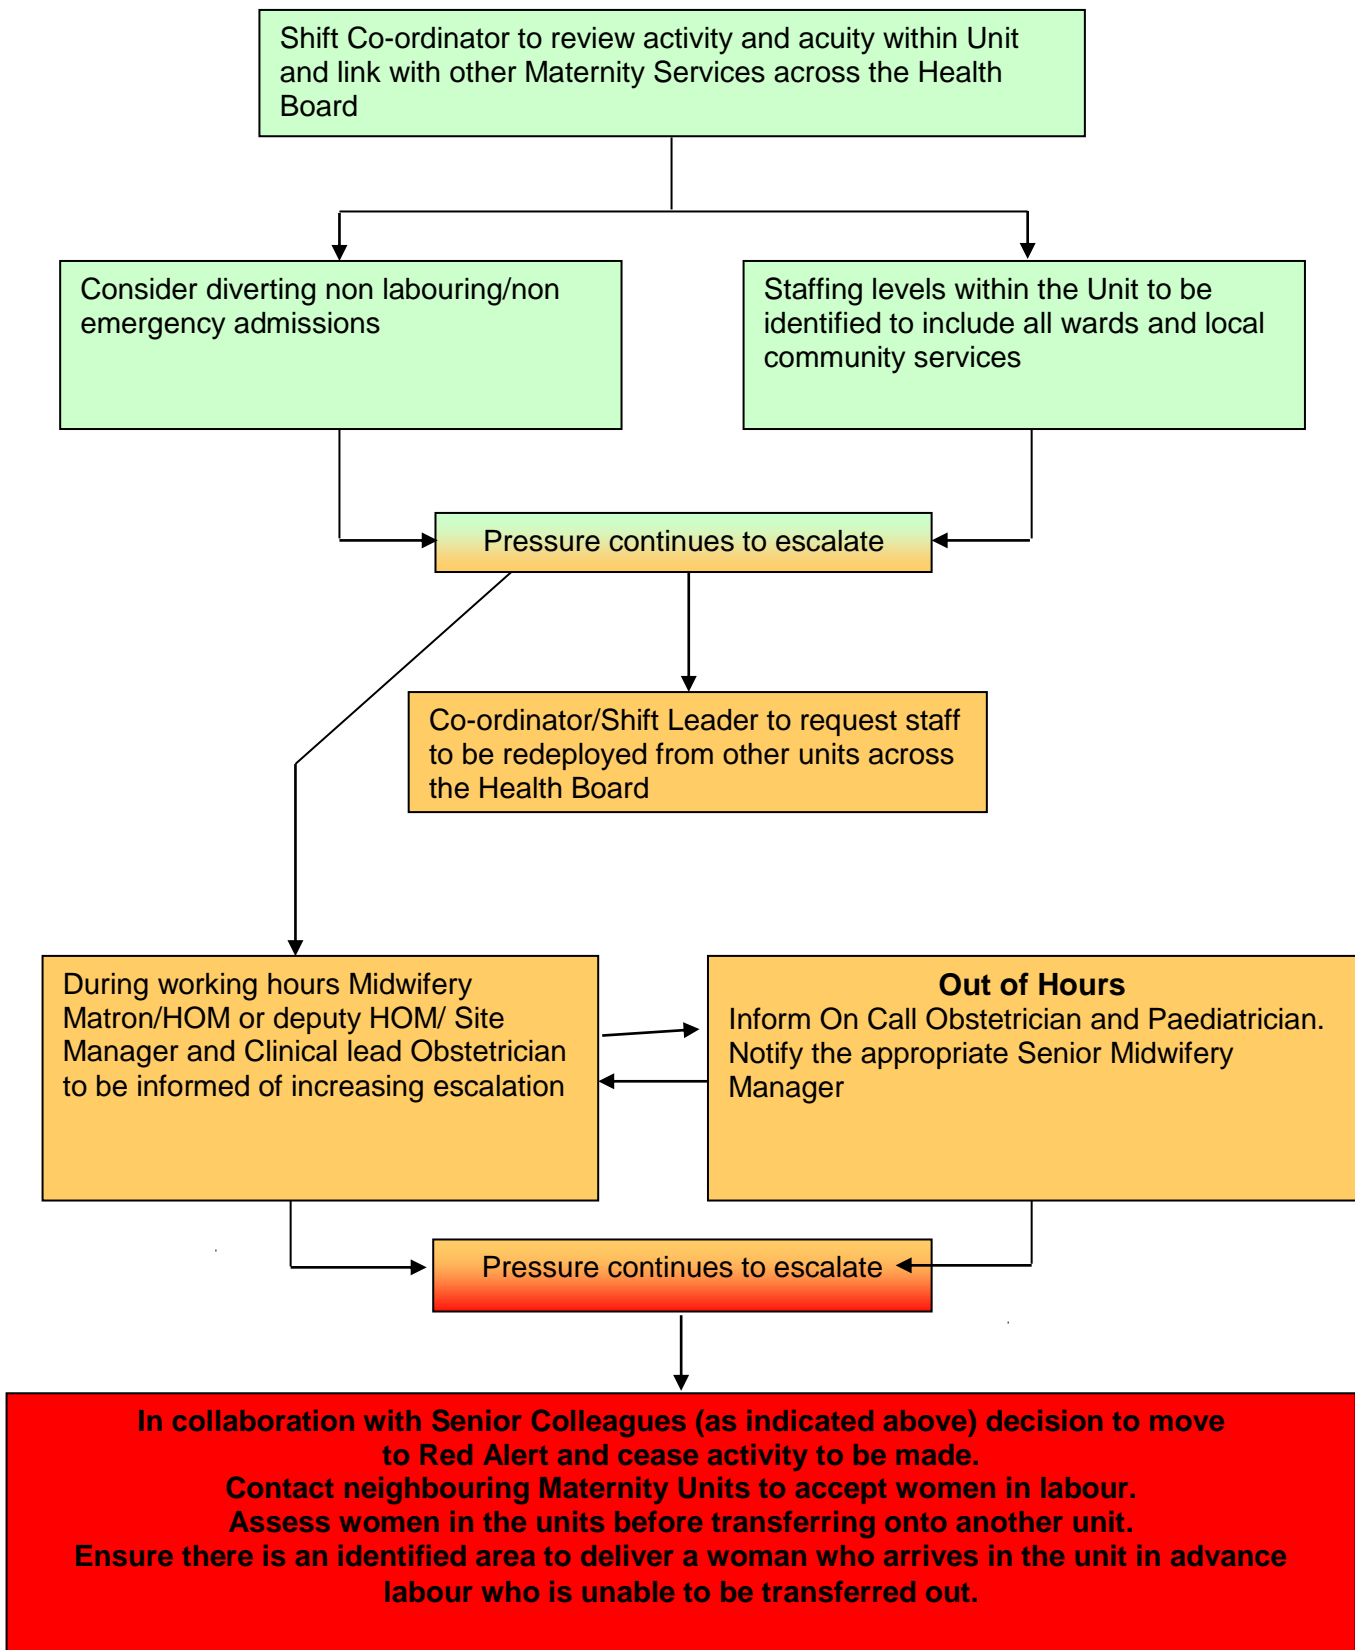 Shift Co-ordinator to review activity and acuity within Unit
and link with other Maternity Services across the Health
Board
Consider diverting non labouring/non
emergency admissions
Staffing levels within the Unit to be
identified to include all wards and local
community services
Pressure continues to escalate
Co-ordinator/Shift Leader to request staff
to be redeployed from other units across
the Health Board
During working hours Midwifery
Matron/HOM or deputy HOM/ Site
Manager and Clinical lead Obstetrician
to be informed of increasing escalation
Out of Hours
Inform On Call Obstetrician and Paediatrician.
Notify the appropriate Senior Midwifery
Manager
Pressure continues to escalate
In collaboration with Senior Colleagues (as indicated above) decision to move
to Red Alert and cease activity to be made.
Contact neighbouring Maternity Units to accept women in labour.
Assess women in the units before transferring onto another unit.
Ensure there is an identified area to deliver a woman who arrives in the unit in advance
labour who is unable to be transferred out.